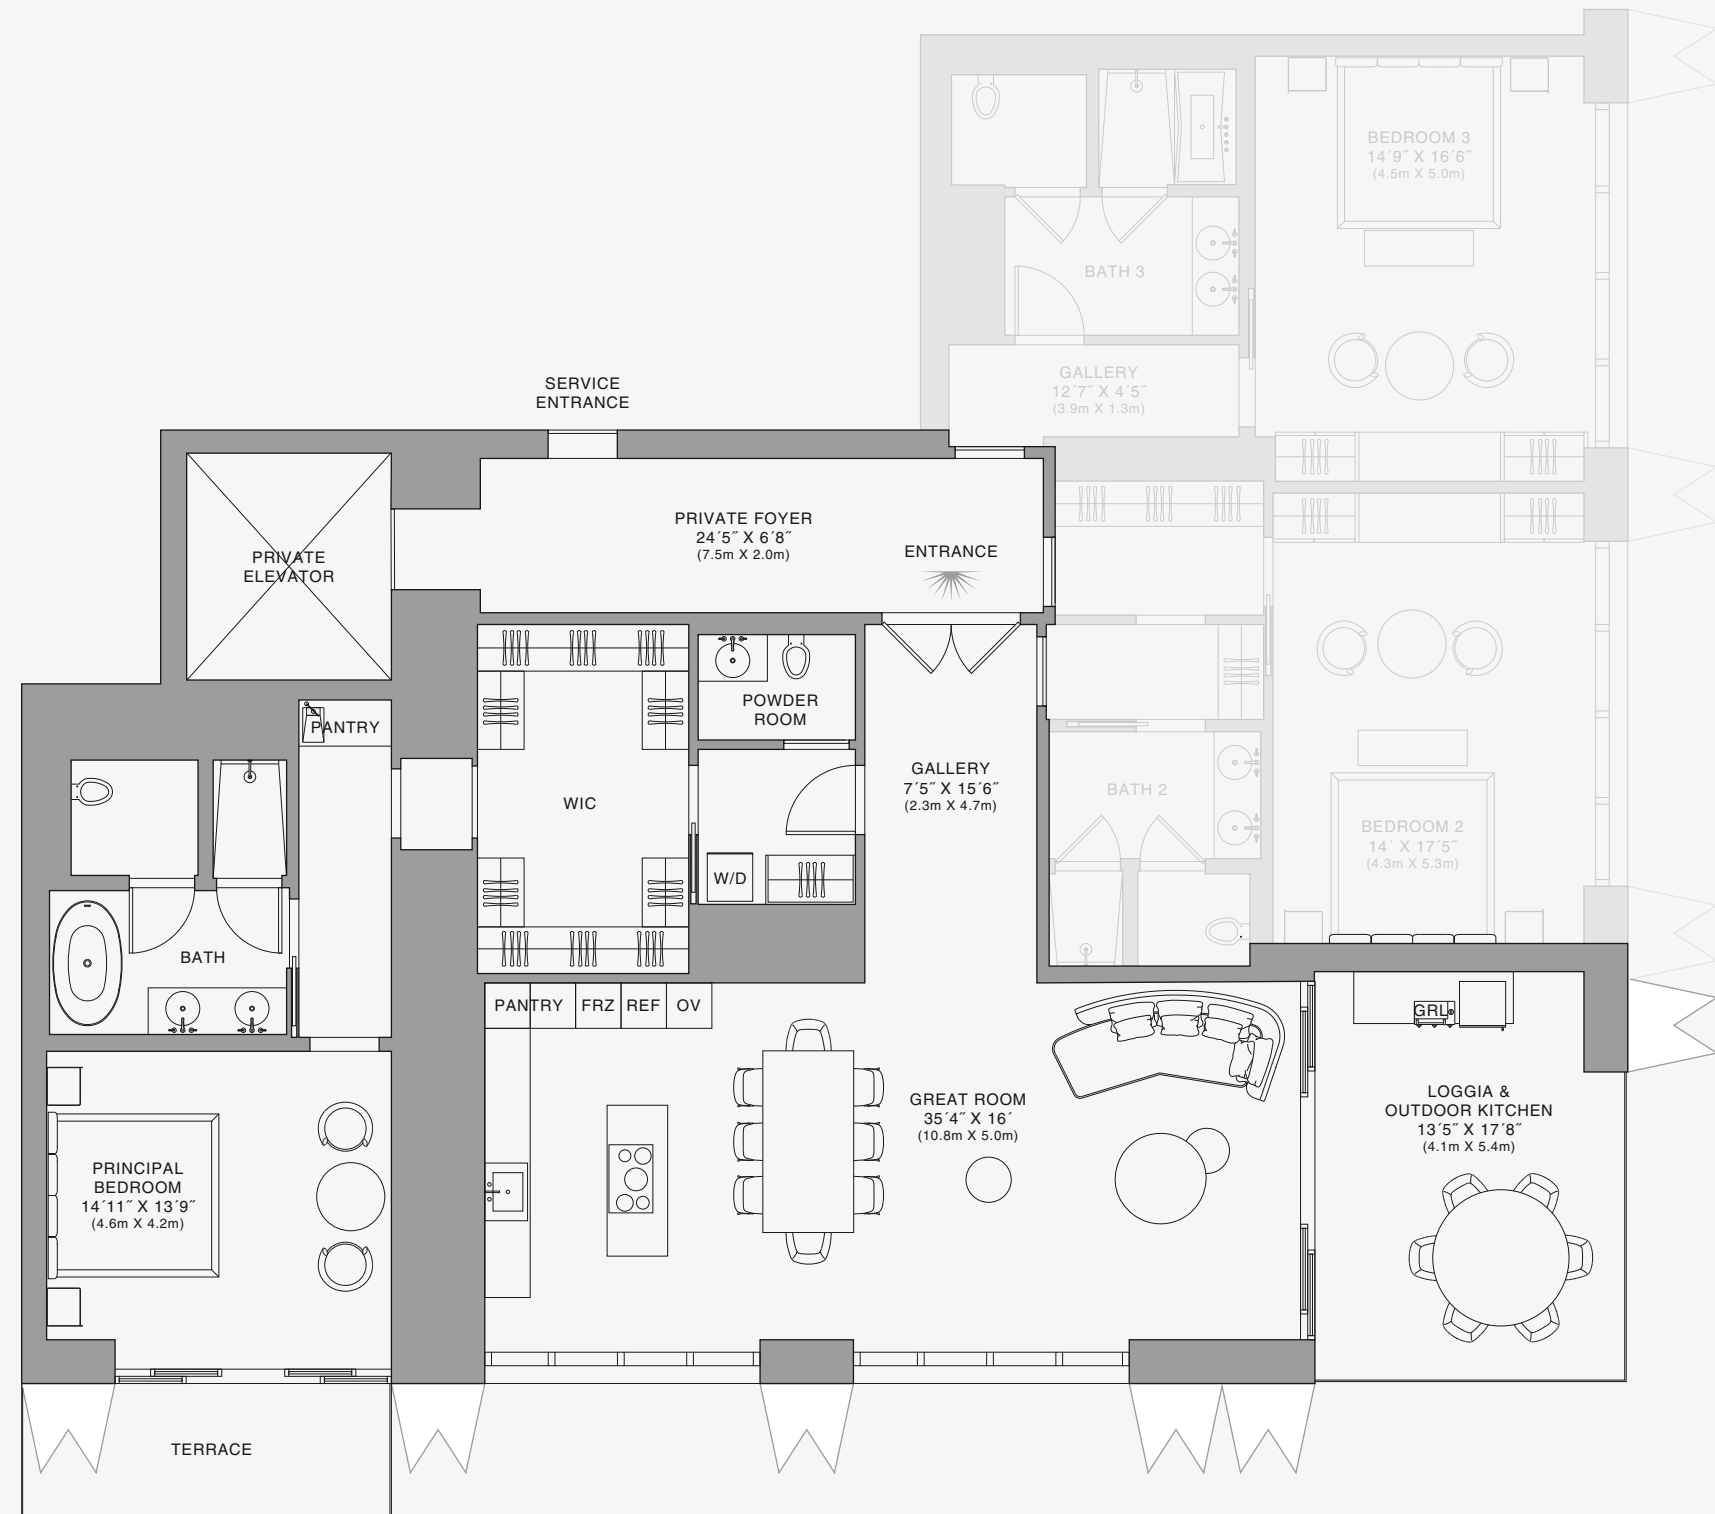 BEDROOM 3
14´9˝ X 16´6˝
(4.5m X 5.0m)
BATH 3
GALLERY
12´7˝ X 4´5˝
(3.9m X 1.3m)
SERVICE
ENTRANCE
PRIVATE FOYER
24´5˝ X 6´8˝
(7.5m X 2.0m)
ENTRANCE
PRIVATE
ELEVATOR
PANTRY
POWDER
ROOM
WIC
GALLERY
7´5˝ X 15´6˝
(2.3m X 4.7m)
BATH 2
BEDROOM 2
14´ X 17´5˝
(4.3m X 5.3m)
W/D
BATH
PANTRY
FRZ
REF
OV
GRL
GREAT ROOM
35´4˝ X 16´
(10.8m X 5.0m)
LOGGIA &
OUTDOOR KITCHEN
13´5˝ X 17´8˝
(4.1m X 5.4m)
PRINCIPAL
BEDROOM
14´11˝ X 13´9˝
(4.6m X 4.2m)
TERRACE